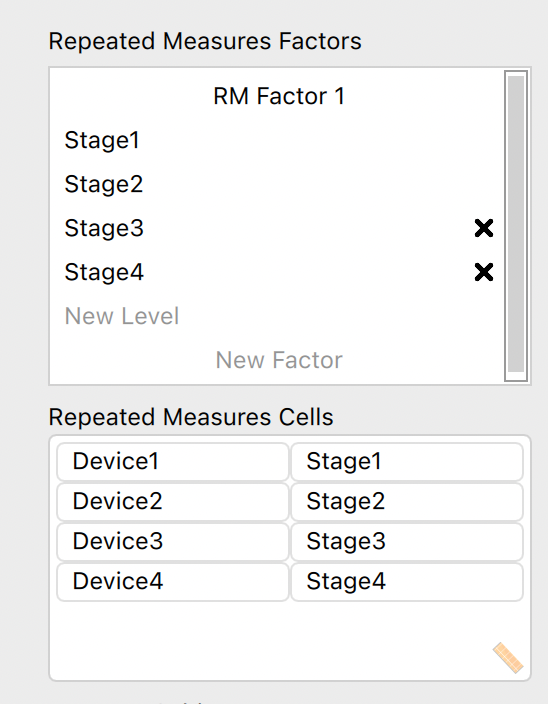 Repeated Measures Factors
RM Factor 1
Stage1
Stage2
Stage3
Stage4
New Level
New Factor
Repeated Measures Cells
Device1 Stage1
Device2 Stage2
Device3 Stage3
Device4 Stage4